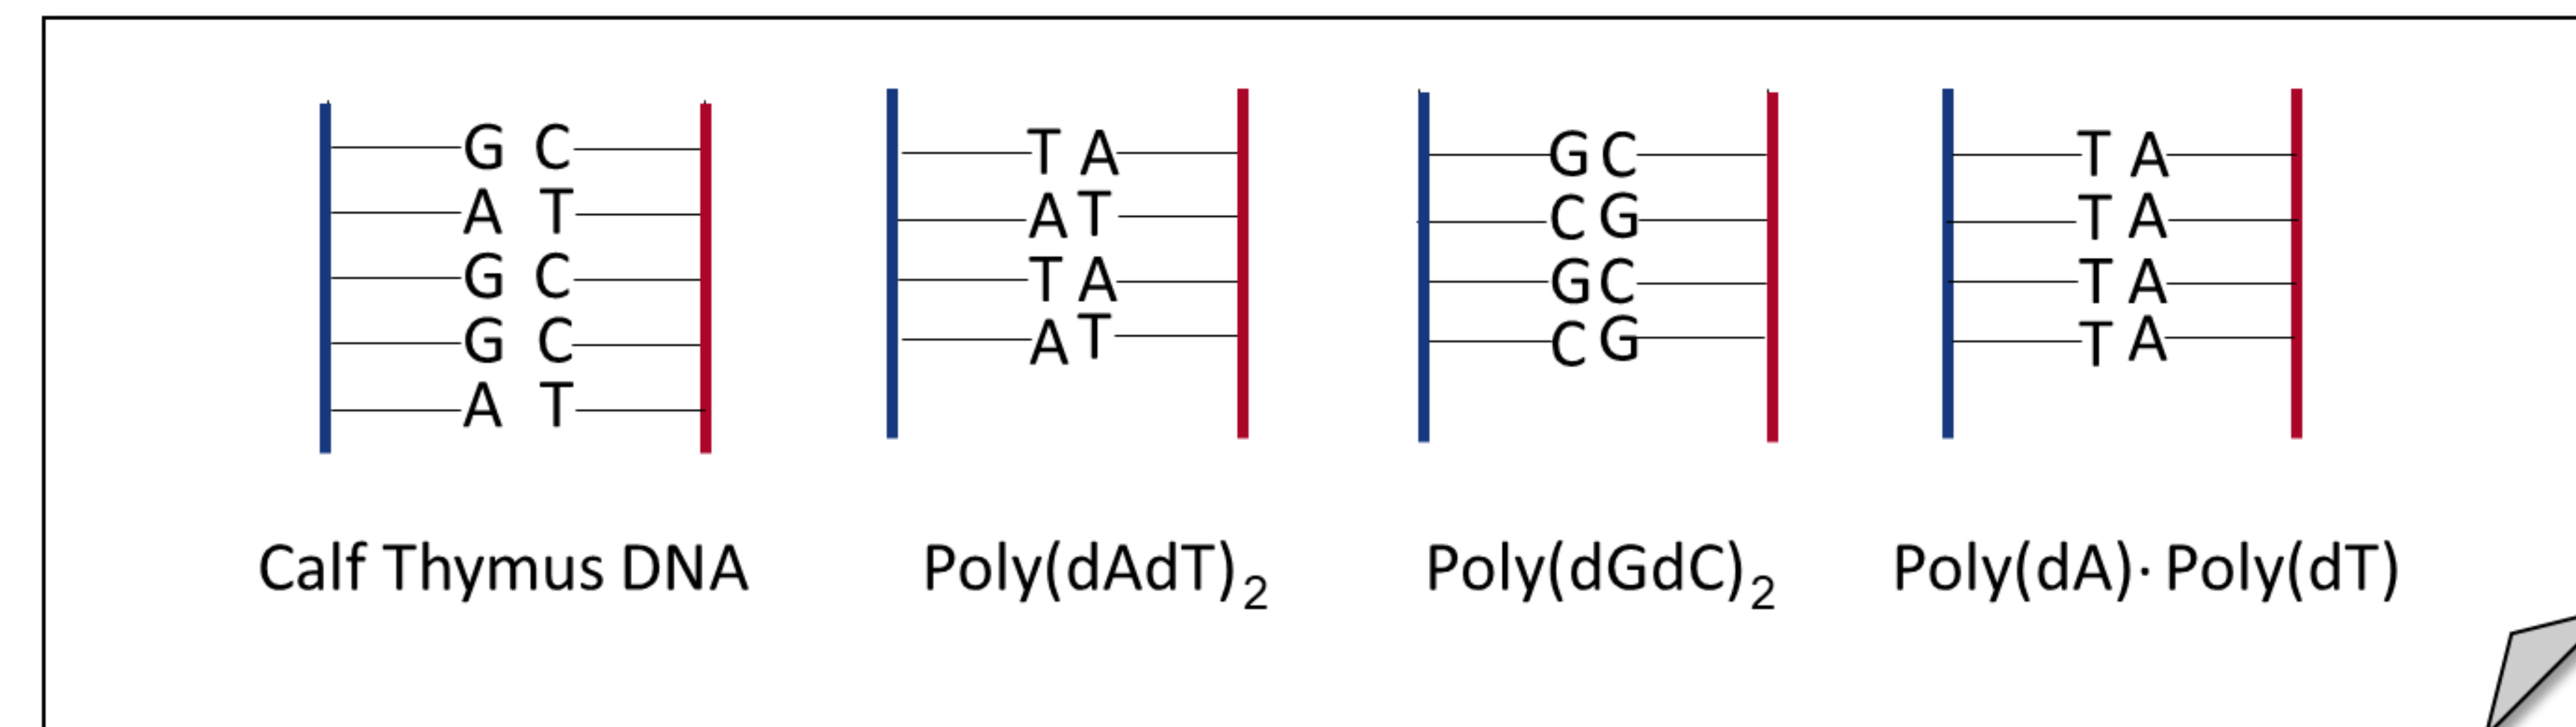 G C
A T
G C
G C
A T
T A
A T
T A
A T
G C
C G
G C
C G
T A
T A
T A
T A
Calf Thymus DNA
Poly(dAdT)₂
Poly(dGdC)₂
Poly(dA)· Poly(dT)